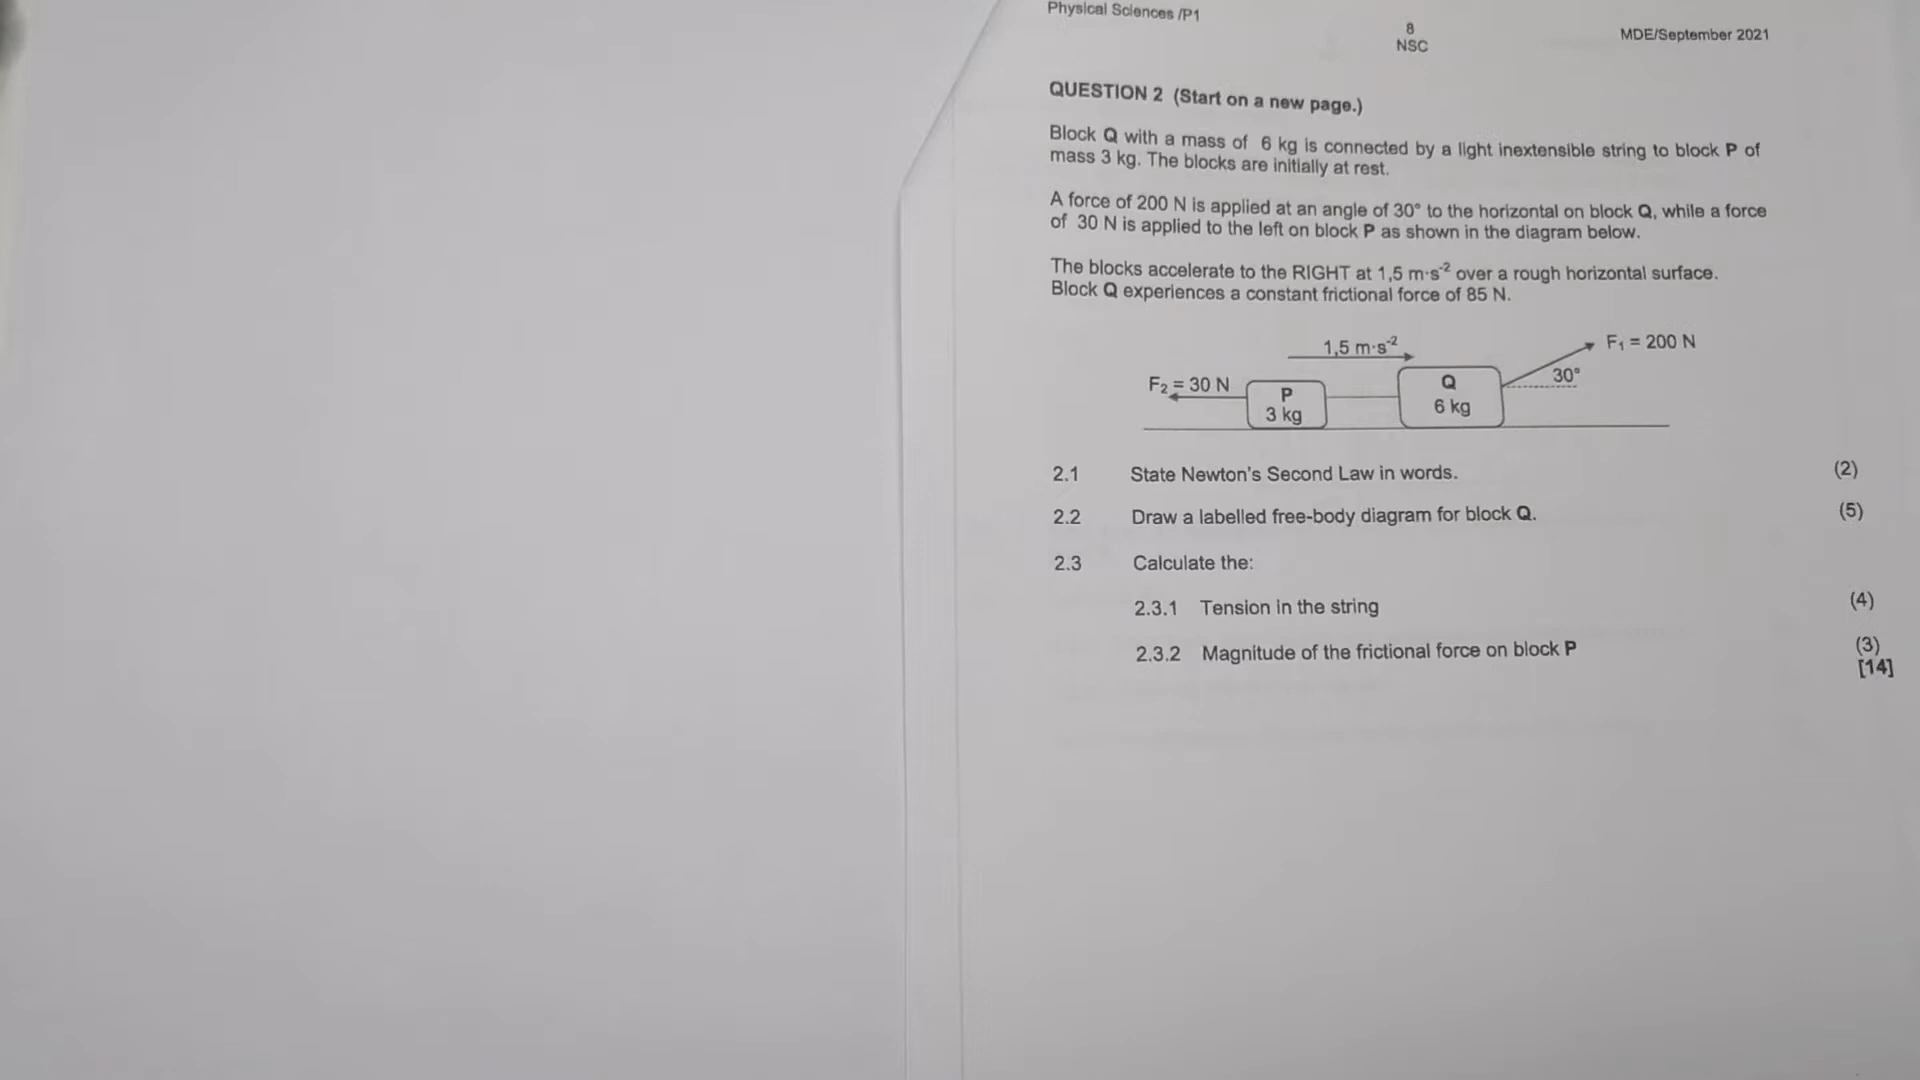 Physical Sciences /P1
8
NSC
MDE/September 2021
QUESTION 2 (Start on a new page.)
Block Q with a mass of 6 kg is connected by a light inextensible string to block P of
mass 3 kg. The blocks are initially at rest.
A force of 200 N is applied at an angle of 30° to the horizontal on block Q, while a force
of 30 N is applied to the left on block P as shown in the diagram below.
The blocks accelerate to the RIGHT at 1,5 m·s⁻² over a rough horizontal surface.
Block Q experiences a constant frictional force of 85 N.
1,5 m·s⁻²
F₁ = 200 N
30°
F₂ = 30 N
P
3 kg
Q
6 kg
2.1 State Newton's Second Law in words. (2)
2.2 Draw a labelled free-body diagram for block Q. (5)
2.3 Calculate the:
2.3.1 Tension in the string (4)
2.3.2 Magnitude of the frictional force on block P (3)
[14]